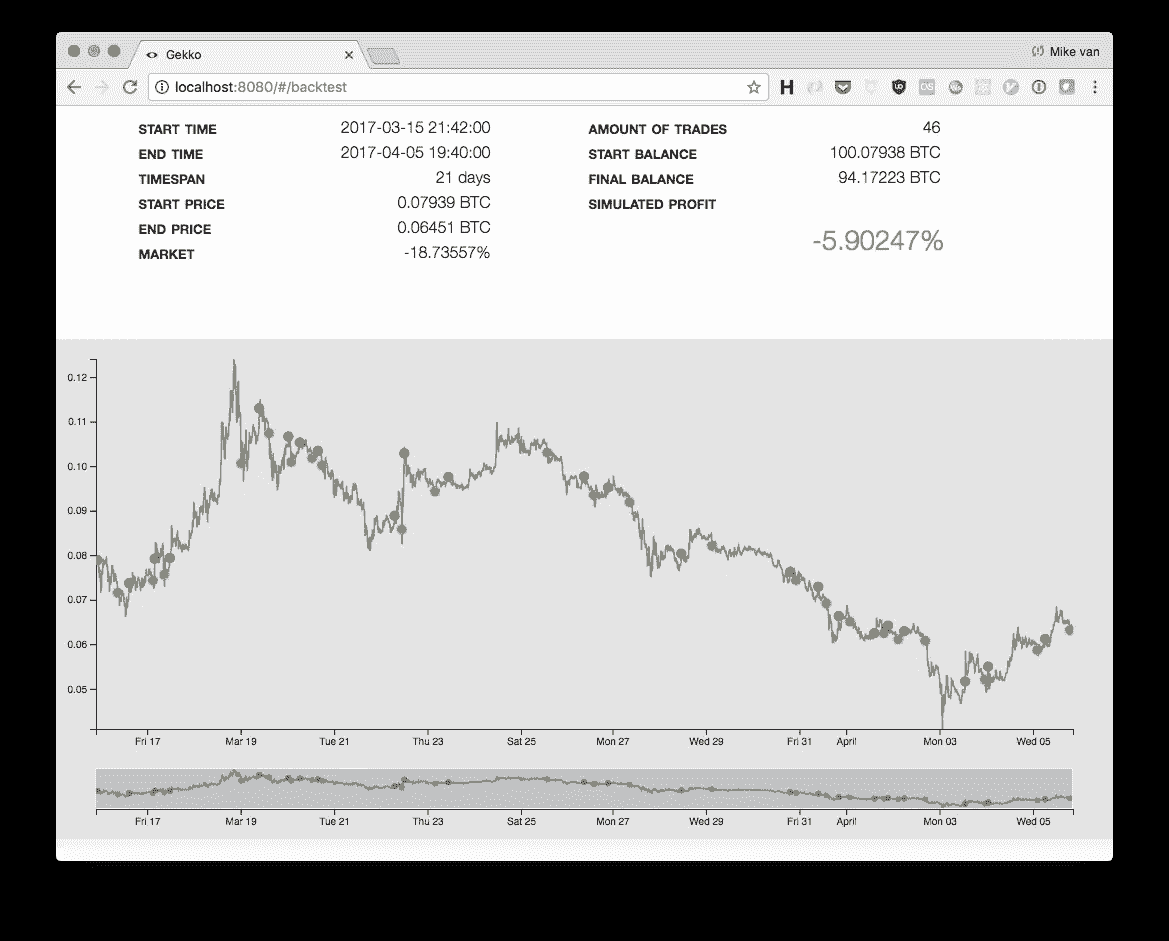 Gekko
Mike van
localhost:8080/#/backtest
START TIME 2017-03-15 21:42:00
END TIME 2017-04-05 19:40:00
TIMESPAN 21 days
START PRICE 0.07939 BTC
END PRICE 0.06451 BTC
MARKET -18.73557%
AMOUNT OF TRADES 46
START BALANCE 100.07938 BTC
FINAL BALANCE 94.17223 BTC
SIMULATED PROFIT
-5.90247%
0.12
0.11
0.10
0.09
0.08
0.07
0.06
0.05
Fri 17 Mar 19 Tue 21 Thu 23 Sat 25 Mon 27 Wed 29 Fri 31 April Mon 03 Wed 05
Fri 17 Mar 19 Tue 21 Thu 23 Sat 25 Mon 27 Wed 29 Fri 31 April Mon 03 Wed 05